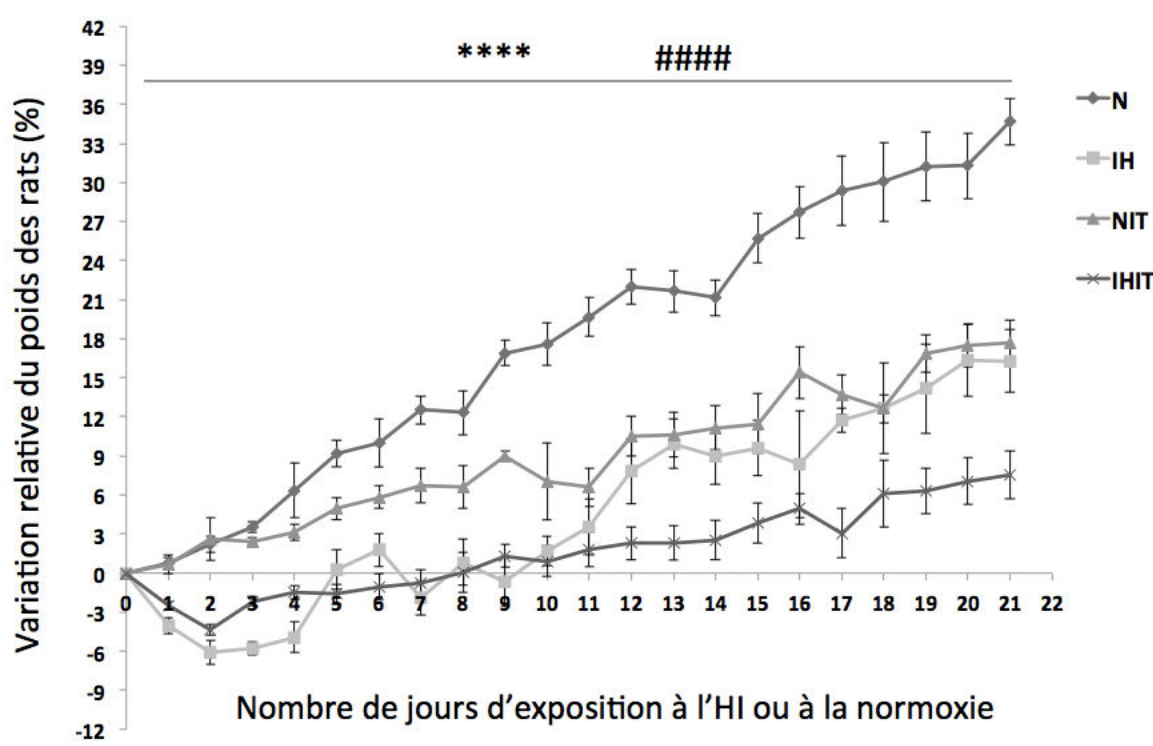 42
39
36
33
30
27
24
21
18
15
12
9
6
3
0
-3
-6
-9
-12
Variation relative du poids des rats (%)
**** ####
N
IH
NIT
IHIT
0 1 2 3 4 5 6 7 8 9 10 11 12 13 14 15 16 17 18 19 20 21 22
Nombre de jours d’exposition à l’HI ou à la normoxie